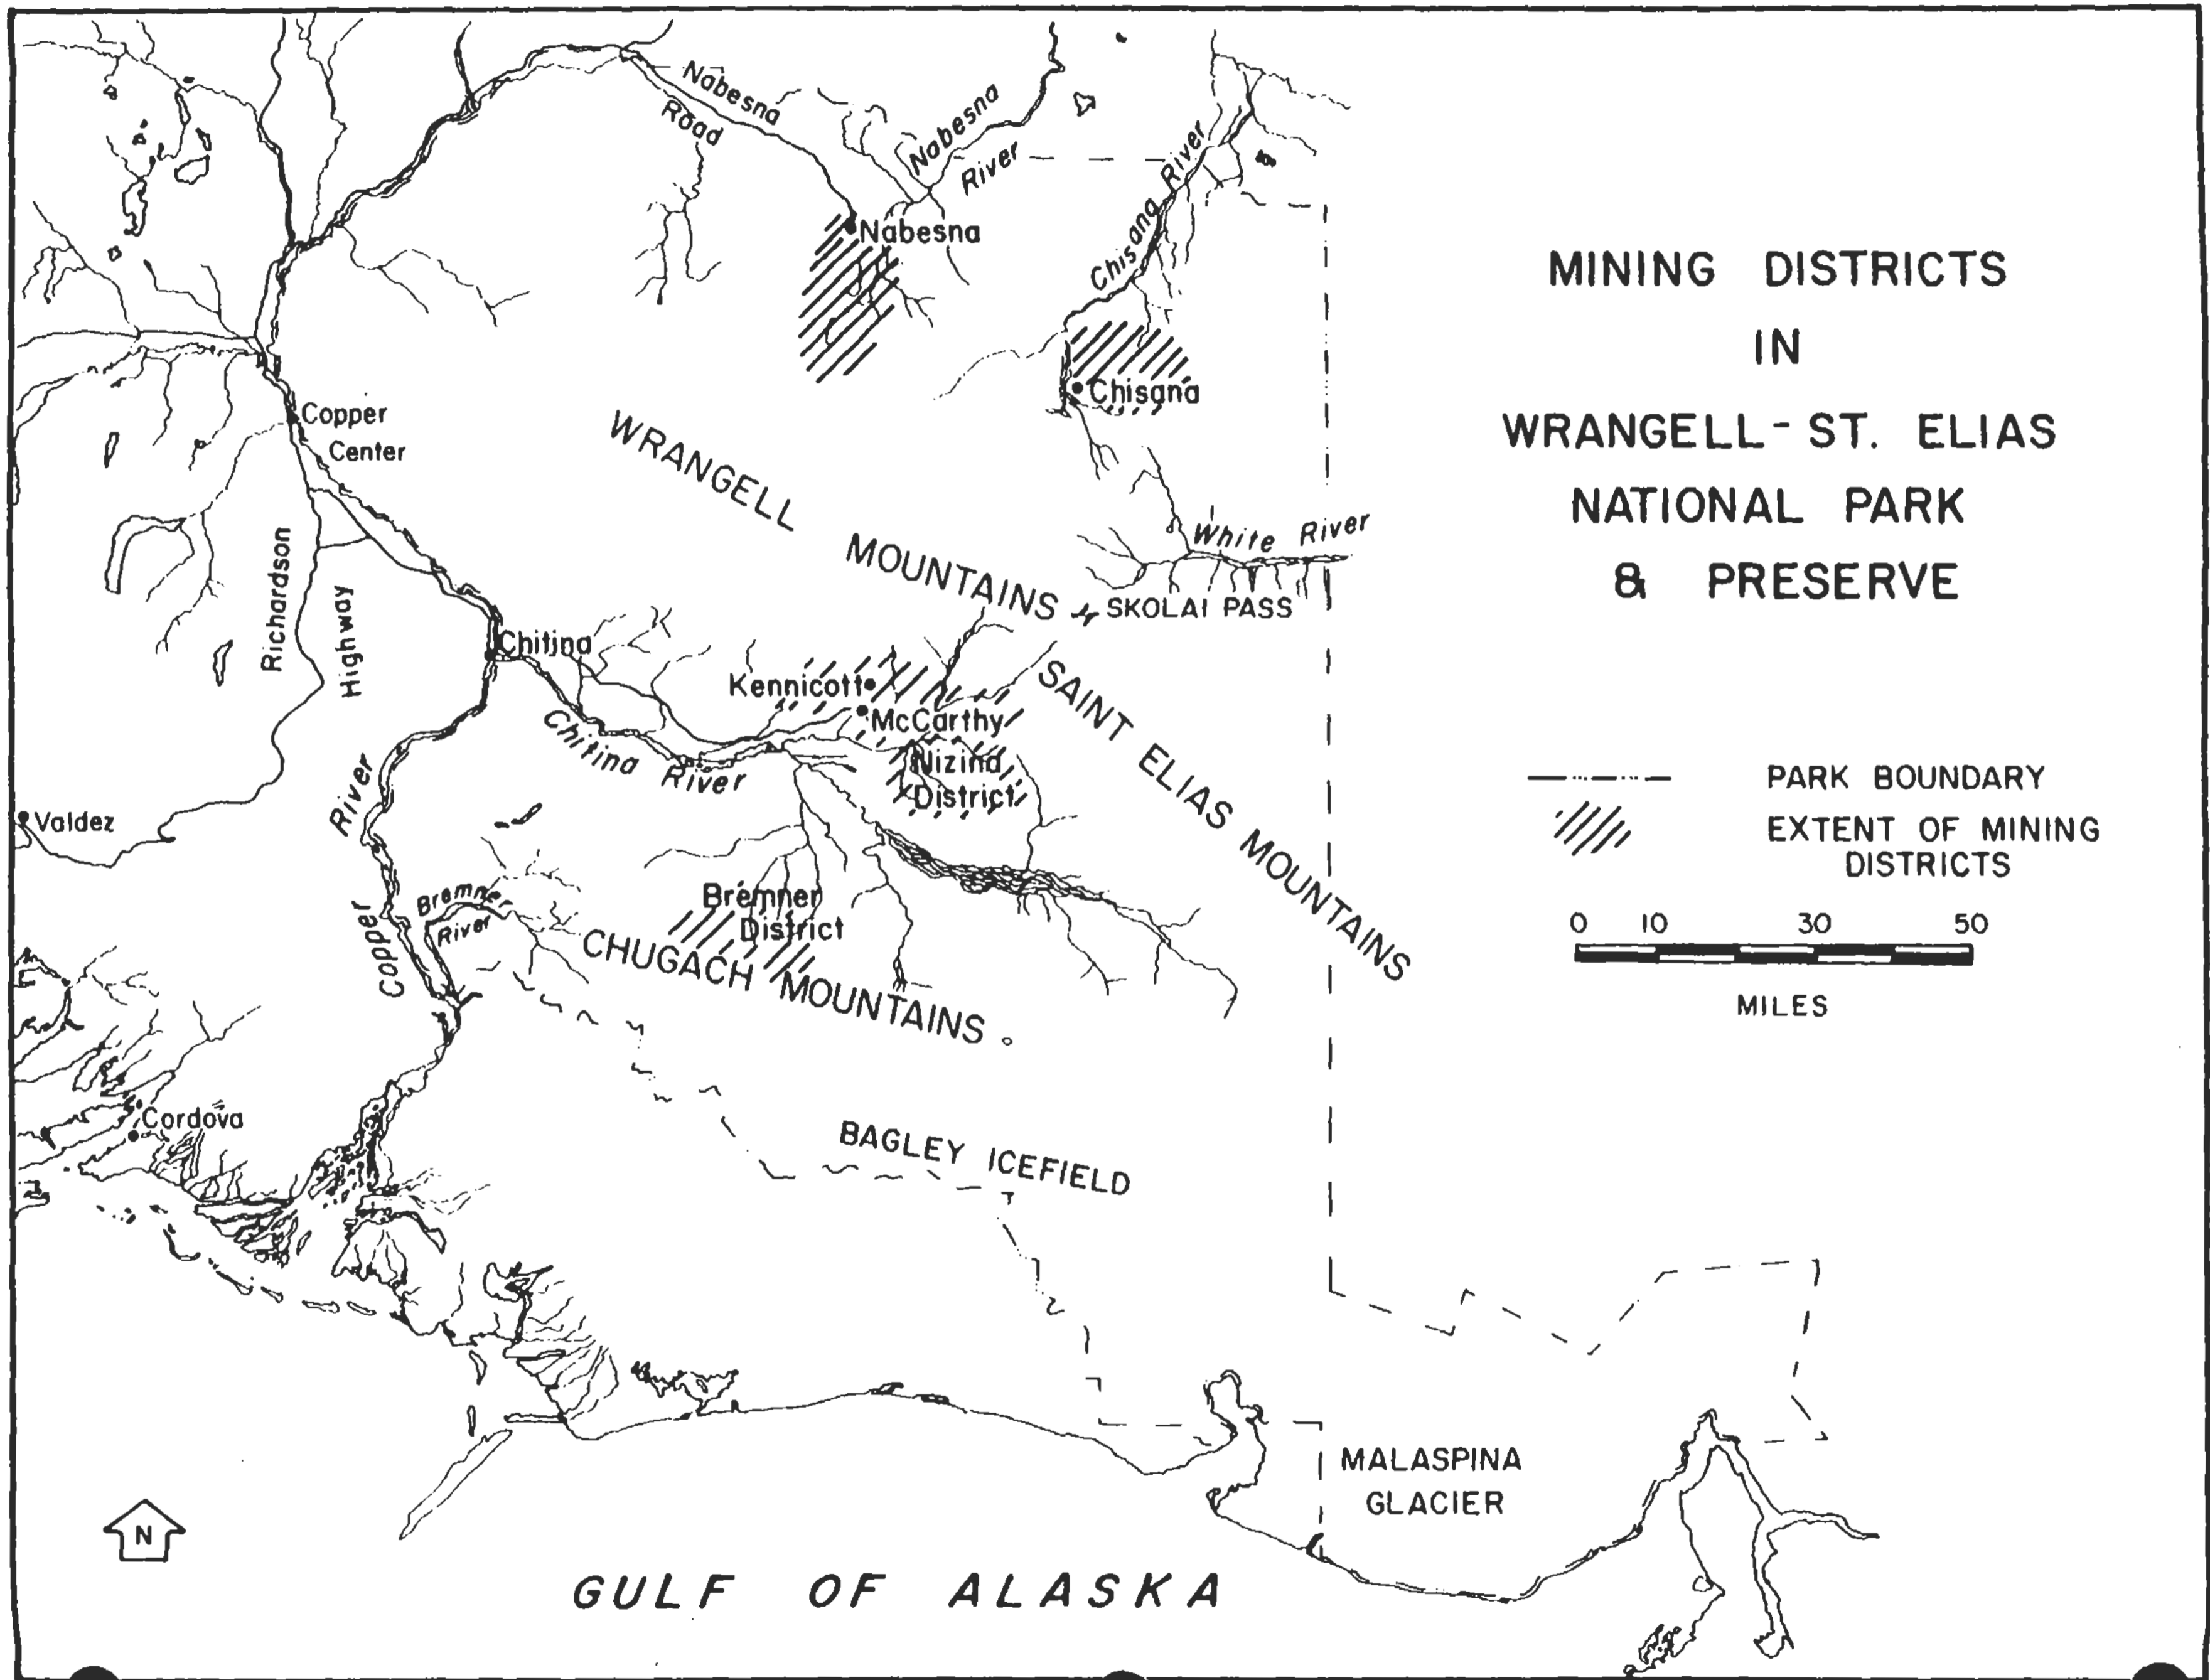 Nabesna
Road
Nabesna
River
Chisana River
Nabesna
Chisana
Copper
Center
WRANGELL
MOUNTAINS
White River
SKOLAI PASS
Richardson
Highway
Chitina
Kennicott
McCarthy
Nizina
District
Chitina River
SAINT ELIAS MOUNTAINS
Valdez
Copper River
Bremner
River
Bremner
District
CHUGACH MOUNTAINS
Cordova
BAGLEY ICEFIELD
MALASPINA
GLACIER
N
GULF OF ALASKA
MINING DISTRICTS
IN
WRANGELL - ST. ELIAS
NATIONAL PARK
& PRESERVE
PARK BOUNDARY
EXTENT OF MINING
DISTRICTS
0 10 30 50
MILES